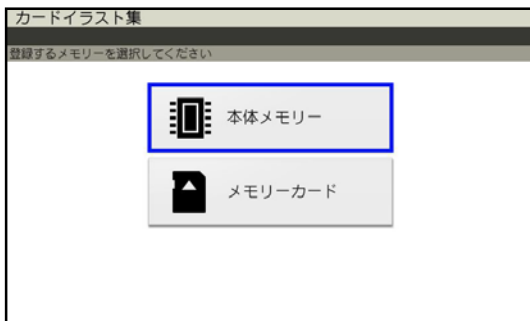 カードイラスト集
登録するメモリーを選択してください
本体メモリー
メモリーカード